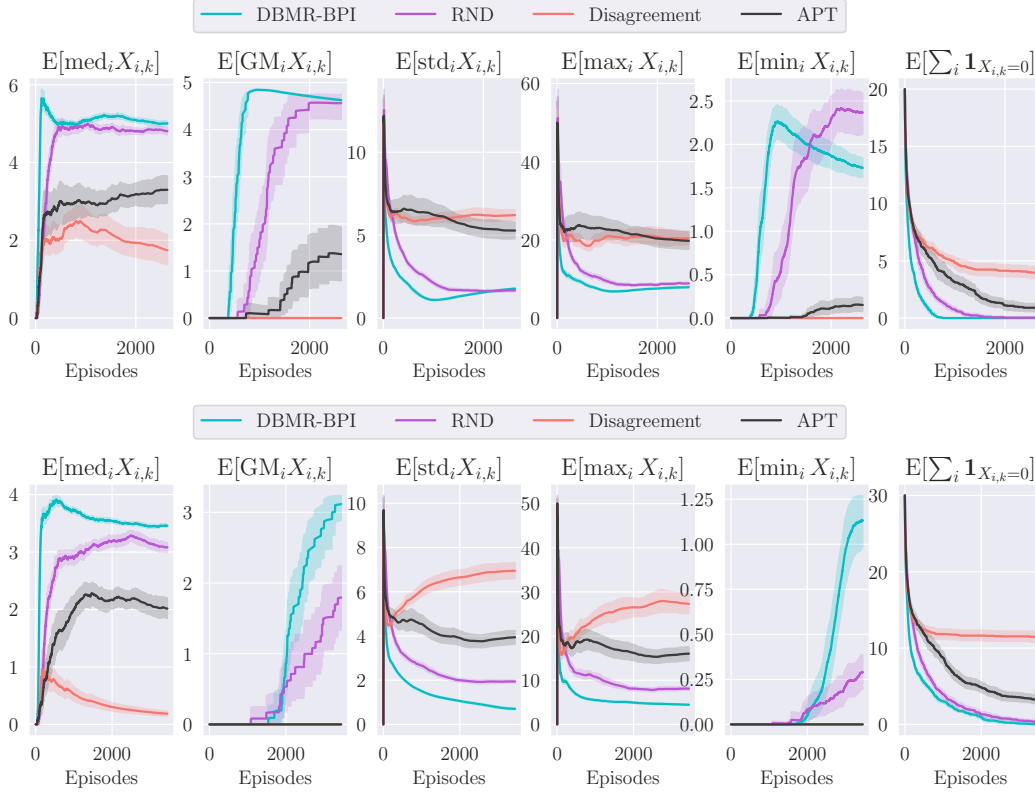 DBMR-BPI RND Disagreement APT
E[med_i X_{i,k}] E[GM_i X_{i,k}] E[std_i X_{i,k}] E[max_i X_{i,k}] E[min_i X_{i,k}] E[∑_i 1_{X_{i,k}=0}]
6 4 2 0
0 2000
Episodes
5 4 3 2 1 0
0 2000
Episodes
10 5 0
0 2000
Episodes
60 40 20 0
0 2000
Episodes
2.5 2.0 1.5 1.0 0.5 0.0
0 2000
Episodes
20 15 10 5 0
0 2000
Episodes
DBMR-BPI RND Disagreement APT
E[med_i X_{i,k}] E[GM_i X_{i,k}] E[std_i X_{i,k}] E[max_i X_{i,k}] E[min_i X_{i,k}] E[∑_i 1_{X_{i,k}=0}]
4 3 2 1 0
2000
Episodes
3 2 1 0
2000
Episodes
10 8 6 4 2 0
2000
Episodes
50 40 30 20 10 0
2000
Episodes
1.25 1.00 0.75 0.50 0.25 0.00
2000
Episodes
30 20 10 0
2000
Episodes